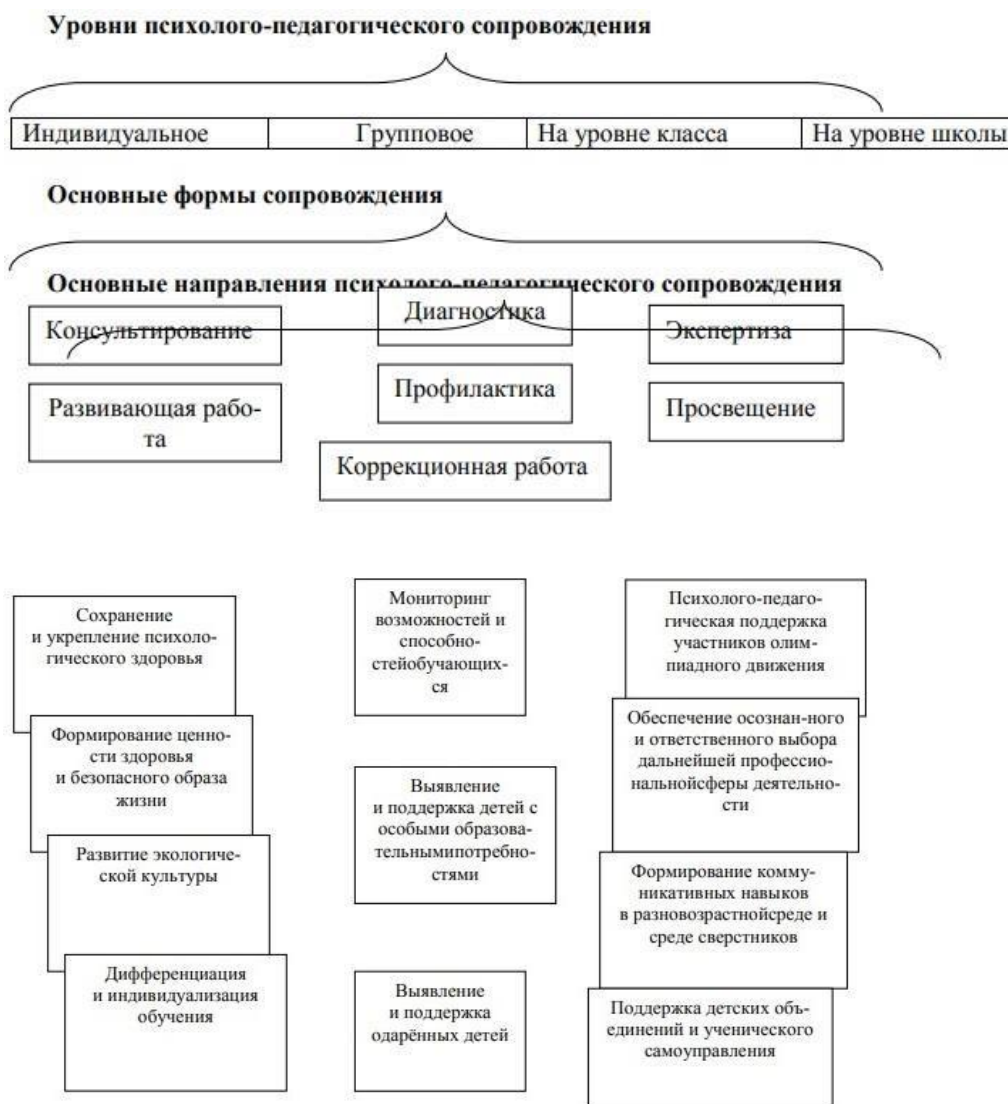 Уровни психолого-педагогического сопровождения
Индивидуальное
Групповое
На уровне класса
На уровне школы
Основные формы сопровождения
Основные направления психолого-педагогического сопровождения
Консультирование
Диагностика
Экспертиза
Развивающая рабо-
та
Профилактика
Просвещение
Коррекционная работа
Сохранение
и укрепление психоло-
гического здоровья
Мониторинг
возможностей и
способно-
стейобучающих-
ся
Психолого-педаго-
гическая поддержка
участников олим-
пиадного движения
Формирование ценно-
сти здоровья
и безопасного образа
жизни
Выявление
и поддержка детей с
особыми образова-
тельнымипотребно-
стями
Обеспечение осознан-ного
и ответственного выбора
дальнейшей профессио-
нальнойсферы деятельно-
сти
Развитие экологиче-
ской культуры
Формирование комму-
никативных навыков
в разновозрастнойсреде и
среде сверстников
Дифференциация
и индивидуализация
обучения
Выявление
и поддержка
одарённых детей
Поддержка детских объ-
единений и ученического
самоуправления